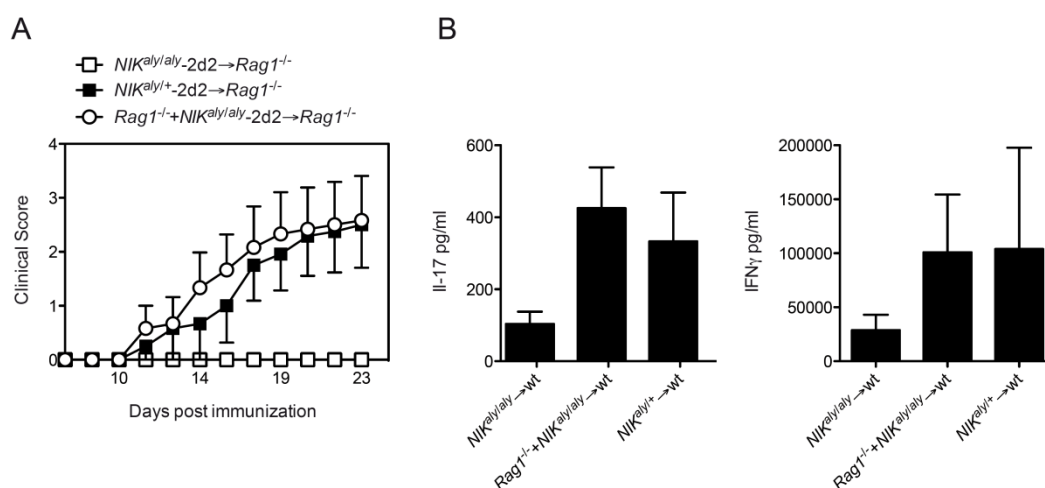 A
NIKaly/aly-2d2→Rag1-/-
NIKaly/+-2d2→Rag1-/-
Rag1-/-+NIKaly/aly-2d2→Rag1-/-
4
3
2
1
0
Clinical Score
10
14
19
23
Days post immunization
B
600
400
200
0
Il-17 pg/ml
NIKaly/aly→wt
Rag1-/-+NIKaly/aly→wt
NIKaly/+→wt
200000
150000
100000
50000
0
IFNγ pg/ml
NIKaly/aly→wt
Rag1-/-+NIKaly/aly→wt
NIKaly/+→wt